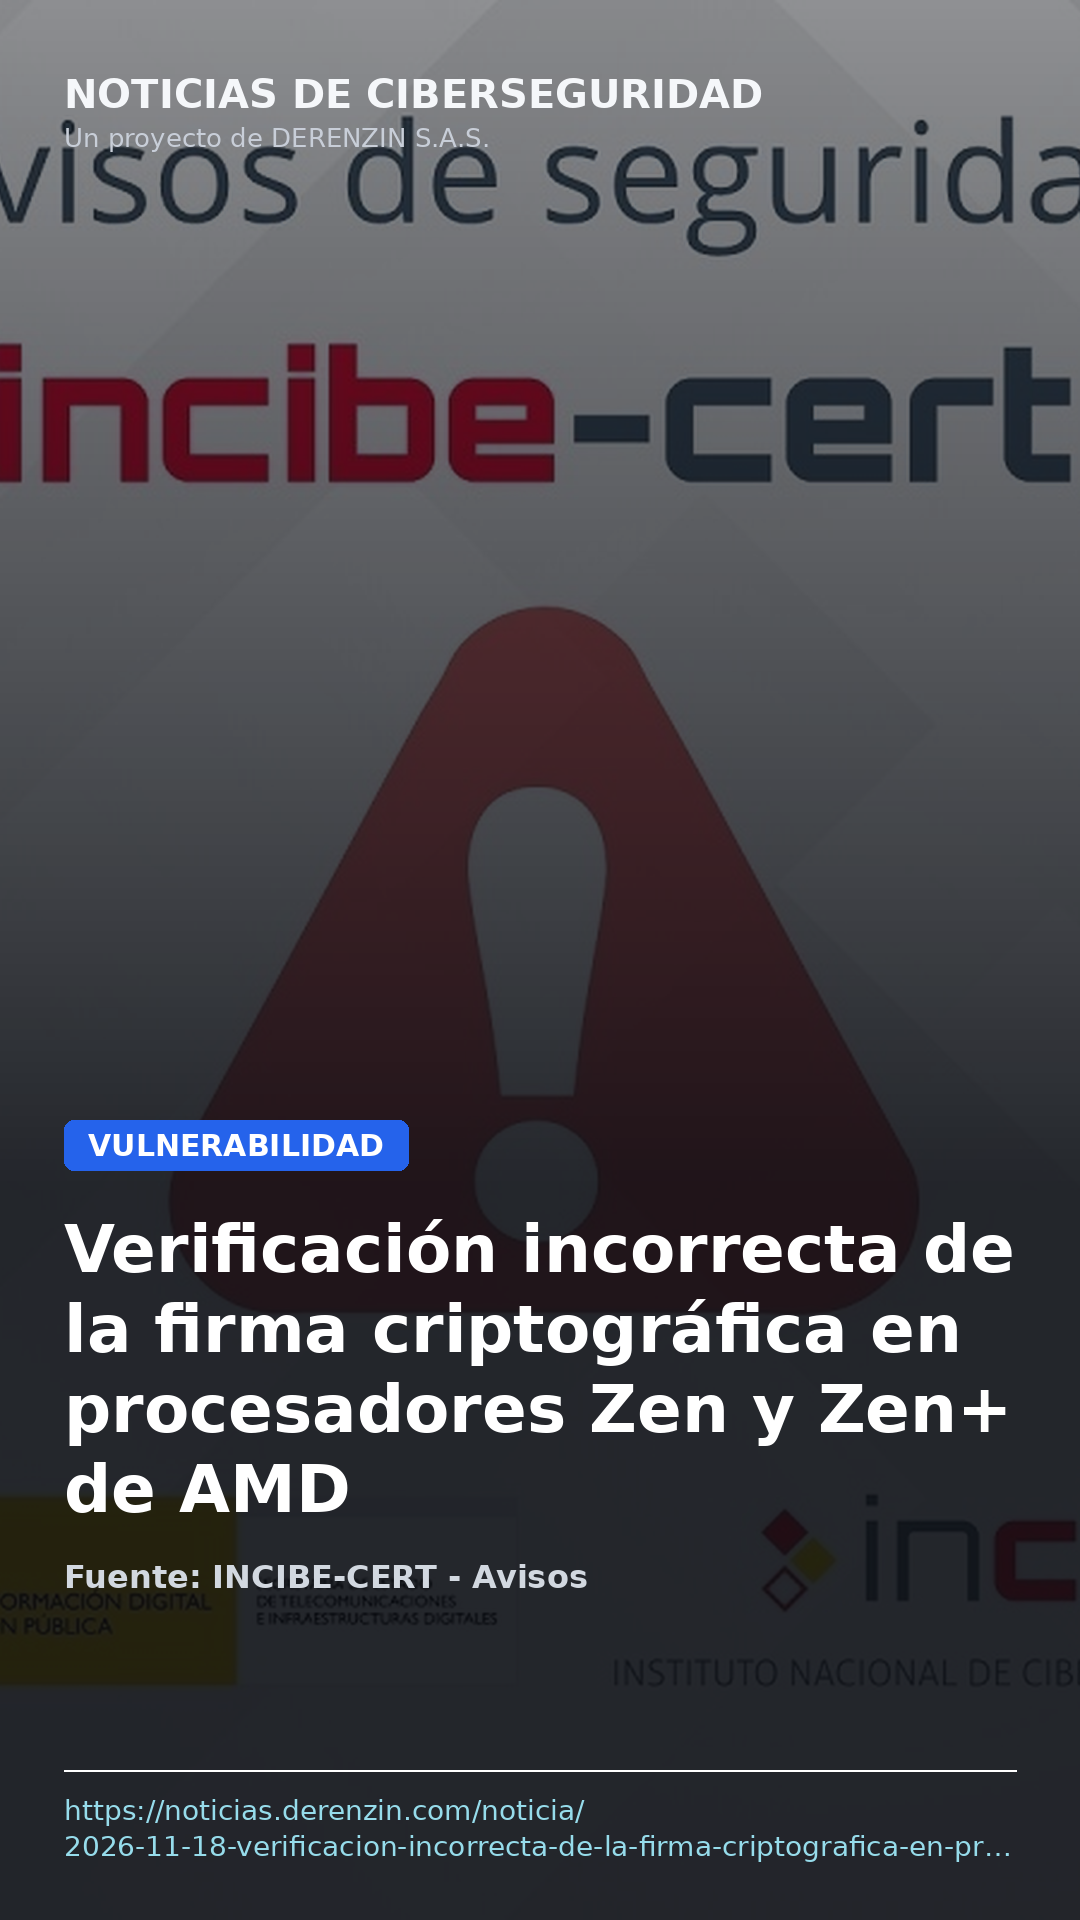 NOTICIAS DE CIBERSEGURIDAD
Un proyecto de DERENZIN S.A.S.
visos de segurida
incibe-cert
VULNERABILIDAD
Verificación incorrecta de
la firma criptográfica en
procesadores Zen y Zen+
de AMD
Fuente: INCIBE-CERT - Avisos
ORMACIÓN DIGITAL
N PÚBLICA
DE TELECOMUNICACIONES
E INFRAESTRUCTURAS DIGITALES
inc
INSTITUTO NACIONAL DE CIB
https://noticias.derenzin.com/noticia/
2026-11-18-verificacion-incorrecta-de-la-firma-criptografica-en-pr...